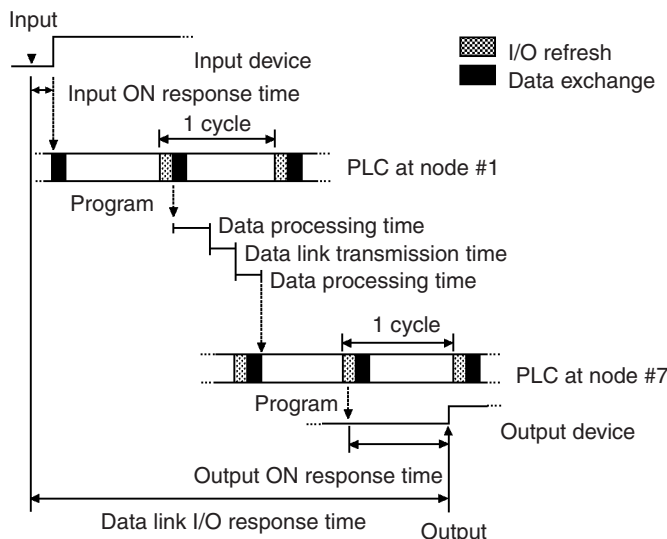 Input
Input device
I/O refresh
Data exchange
Input ON response time
1 cycle
PLC at node #1
Program
Data processing time
Data link transmission time
Data processing time
1 cycle
PLC at node #7
Program
Output device
Output ON response time
Data link I/O response time
Output